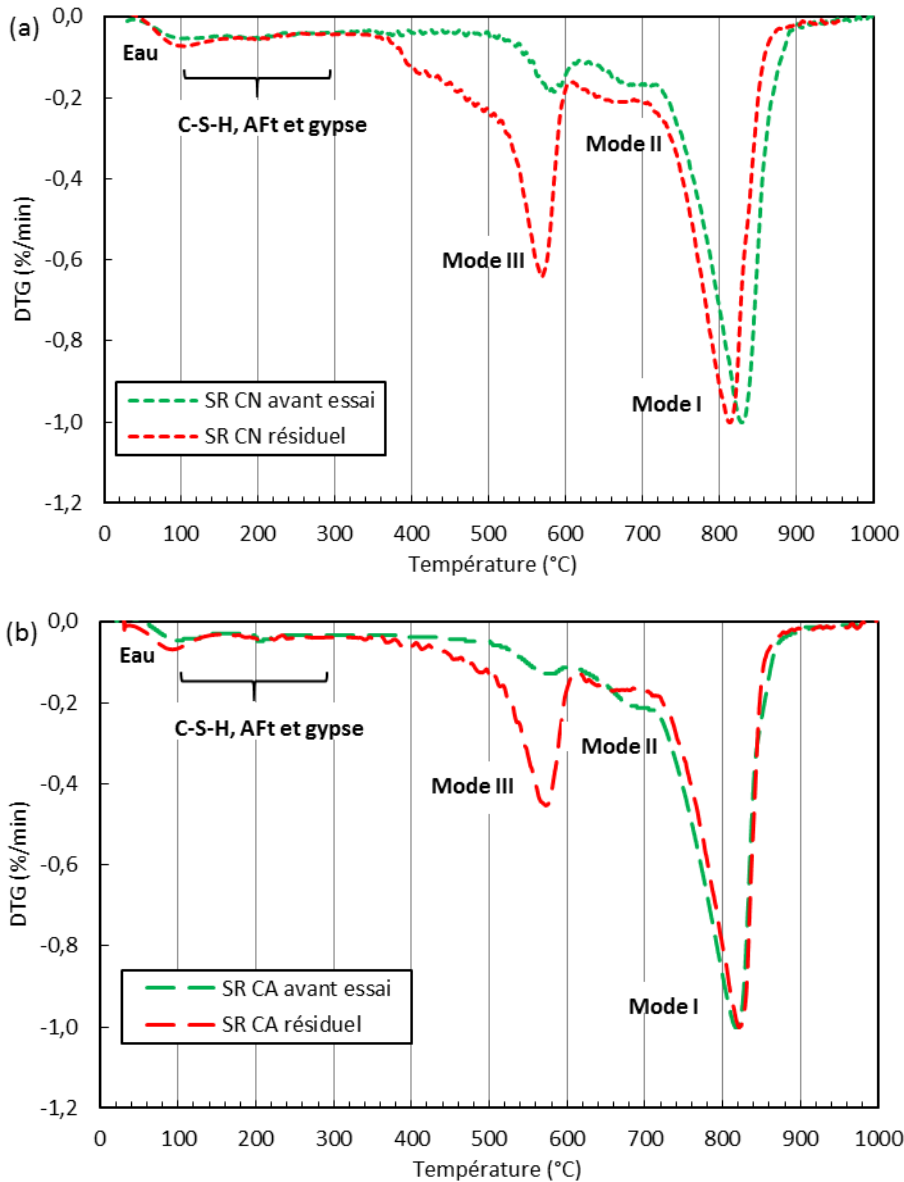 (a)
0,0
Eau
-0,2
C-S-H, AFt et gypse
Mode II
-0,4
DTG (%/min)
-0,6
Mode III
-0,8
SR CN avant essai
Mode I
-1,0
SR CN résiduel
-1,2
0 100 200 300 400 500 600 700 800 900 1000
Température (°C)
(b)
0,0
Eau
-0,2
C-S-H, AFt et gypse
Mode II
-0,4
Mode III
DTG (%/min)
-0,6
-0,8
SR CA avant essai
Mode I
-1,0
SR CA résiduel
-1,2
0 100 200 300 400 500 600 700 800 900 1000
Température (°C)